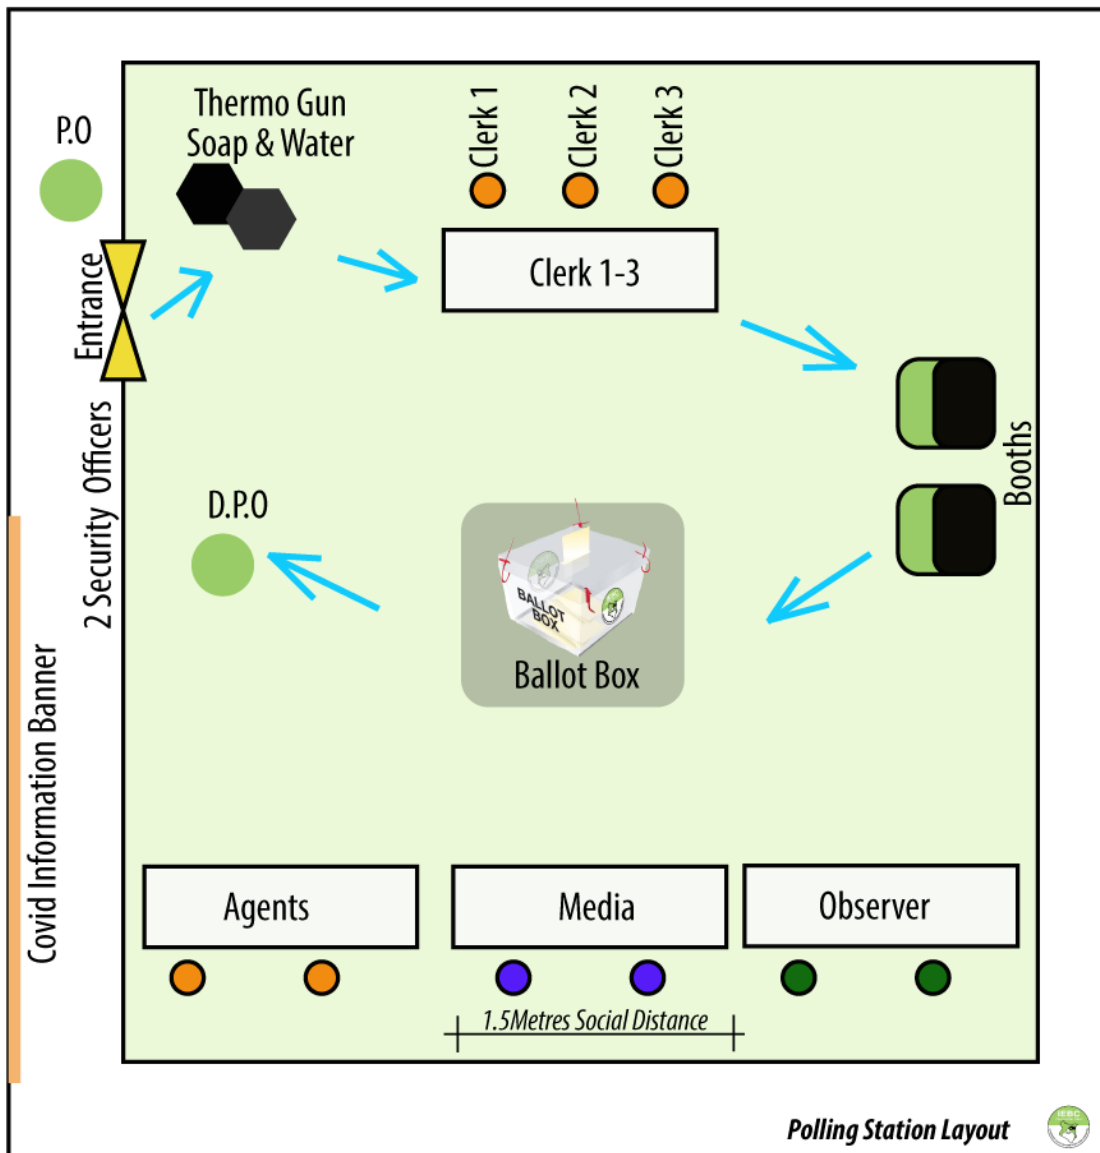 P.O
Thermo Gun
Soap & Water
Clerk 1
Clerk 2
Clerk 3
Clerk 1-3
Entrance
2 Security Officers
Booths
D.P.O
BALLOT
BOX
Ballot Box
Covid Information Banner
Agents
Media
Observer
1.5Metres Social Distance
Polling Station Layout
IEBC